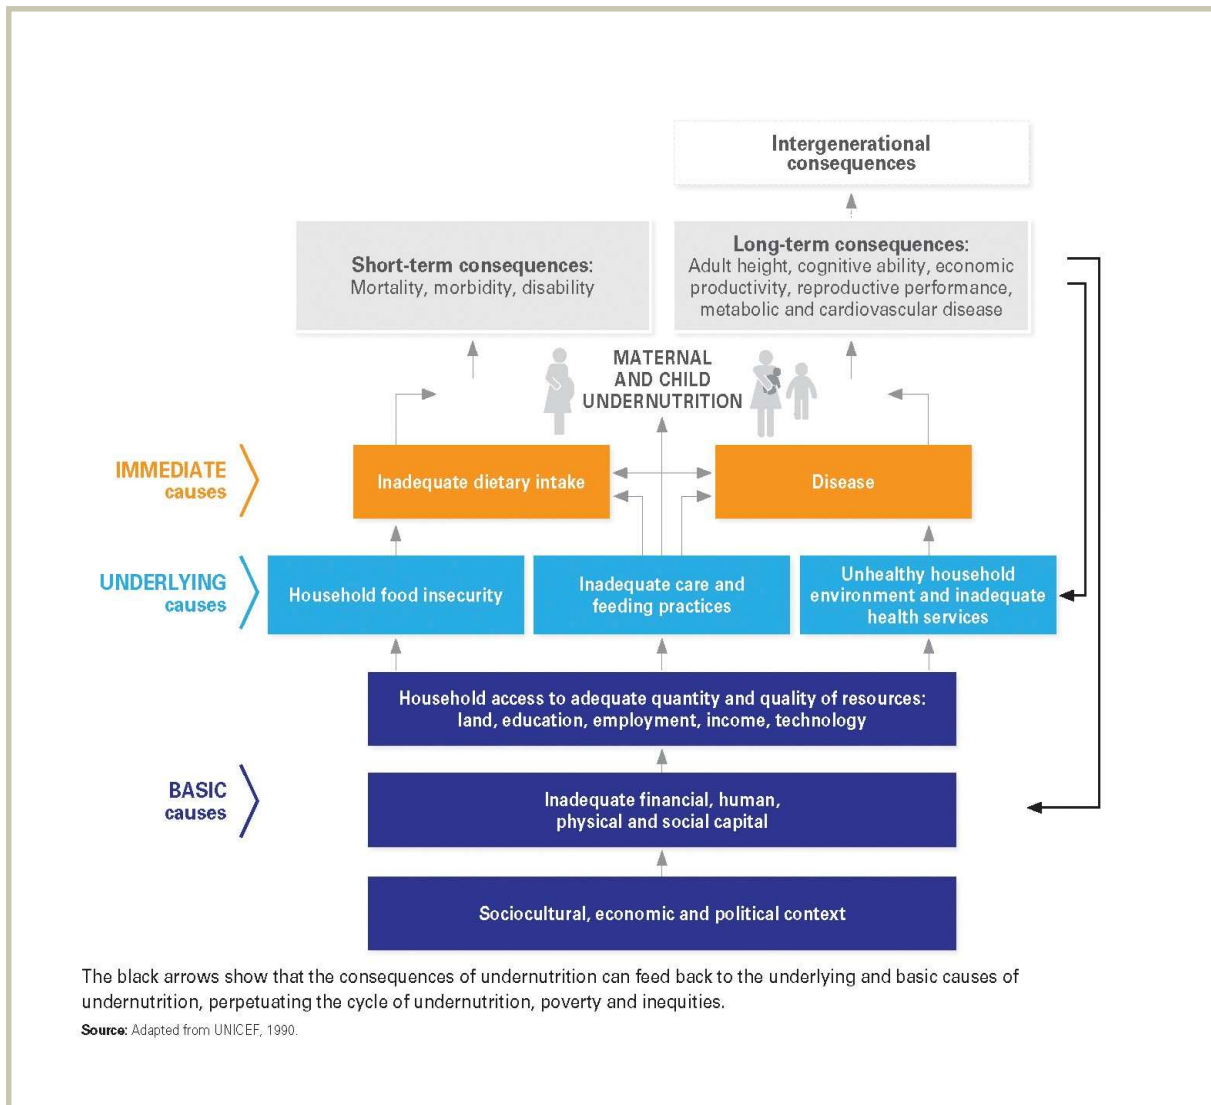 Intergenerational
consequences
Short-term consequences:
Mortality, morbidity, disability
Long-term consequences:
Adult height, cognitive ability, economic
productivity, reproductive performance,
metabolic and cardiovascular disease
MATERNAL
AND CHILD
UNDERNUTRITION
IMMEDIATE
causes
Inadequate dietary intake
Disease
UNDERLYING
causes
Household food insecurity
Inadequate care and
feeding practices
Unhealthy household
environment and inadequate
health services
Household access to adequate quantity and quality of resources:
land, education, employment, income, technology
BASIC
causes
Inadequate financial, human,
physical and social capital
Sociocultural, economic and political context
The black arrows show that the consequences of undernutrition can feed back to the underlying and basic causes of
undernutrition, perpetuating the cycle of undernutrition, poverty and inequities.
Source: Adapted from UNICEF, 1990.